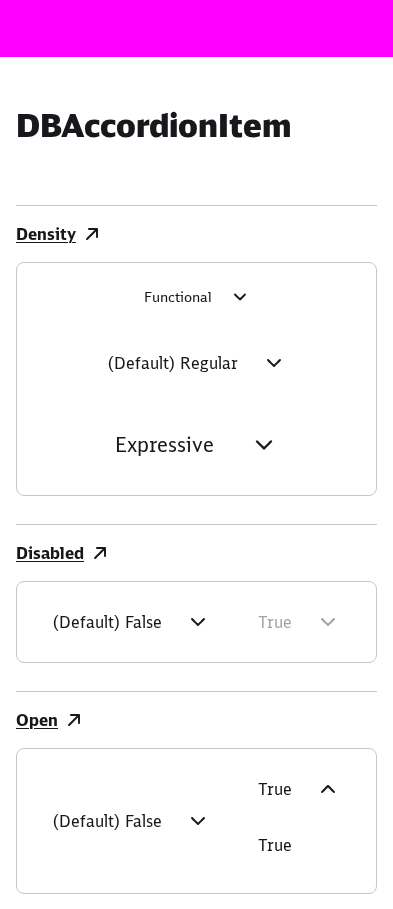 DBAccordionItem
Density
Functional
(Default) Regular
Expressive
Disabled
(Default) False
True
Open
(Default) False
True
True